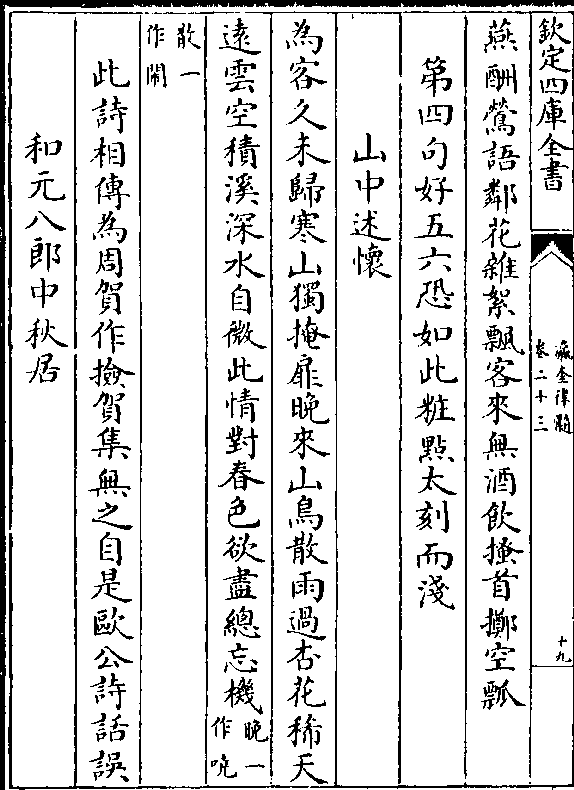 欽定四庫全書
瀛奎律髓
卷二十三
十九
燕酬鶯語鄰花雜絮飄客來無酒飲搔首擲空瓢
第四句好五六恐如此粧點太刻而淺
山中述懷
為客久未歸寒山獨掩扉晚來山鳥散雨過杏花稀天
遠雲空積溪深水自微此情對春色欲盡總忘機
晚一
作吮
散一
作閙
此詩相傳為周賀作撿賀集無之自是歐公詩話誤
和元八郎中秋居